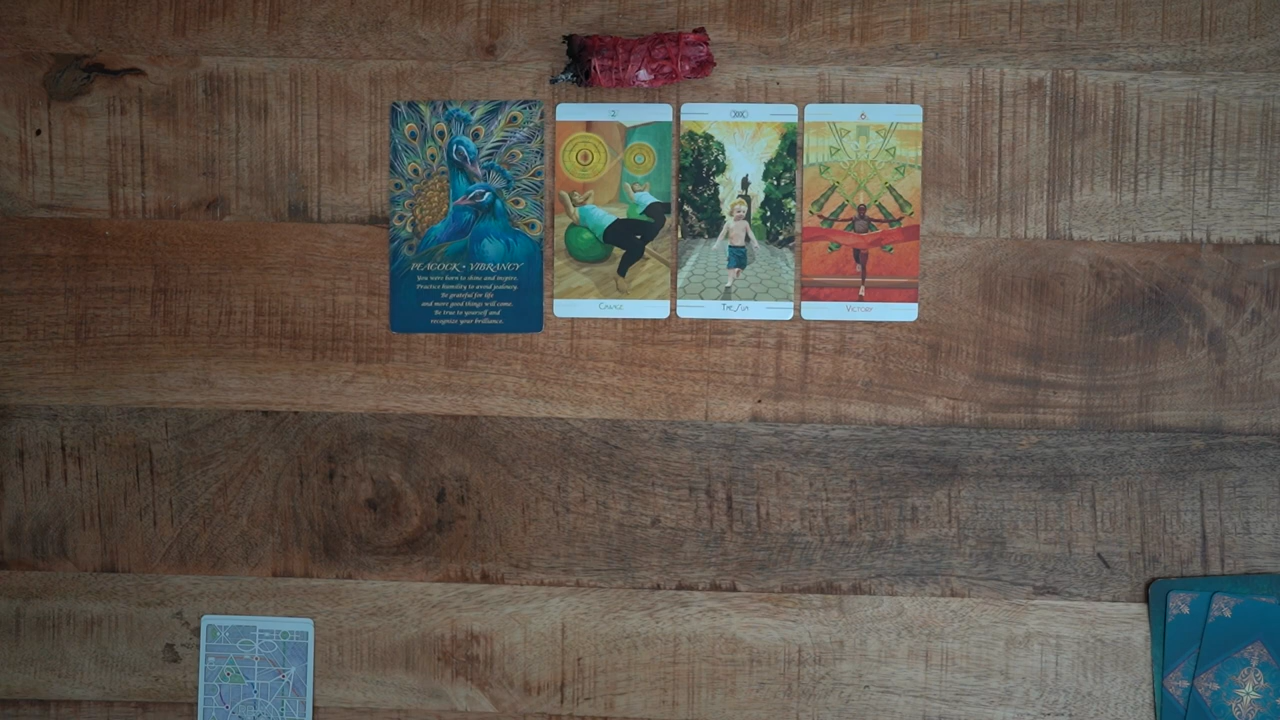 PEACOCK • VIBRANCY
You were born to shine and inspire.
Practice humility to avoid jealousy.
Be grateful for life
and more good things will come.
Be true to yourself and
recognize your brilliance.
2
CHANGE
XIX
THE SUN
6
VICTORY